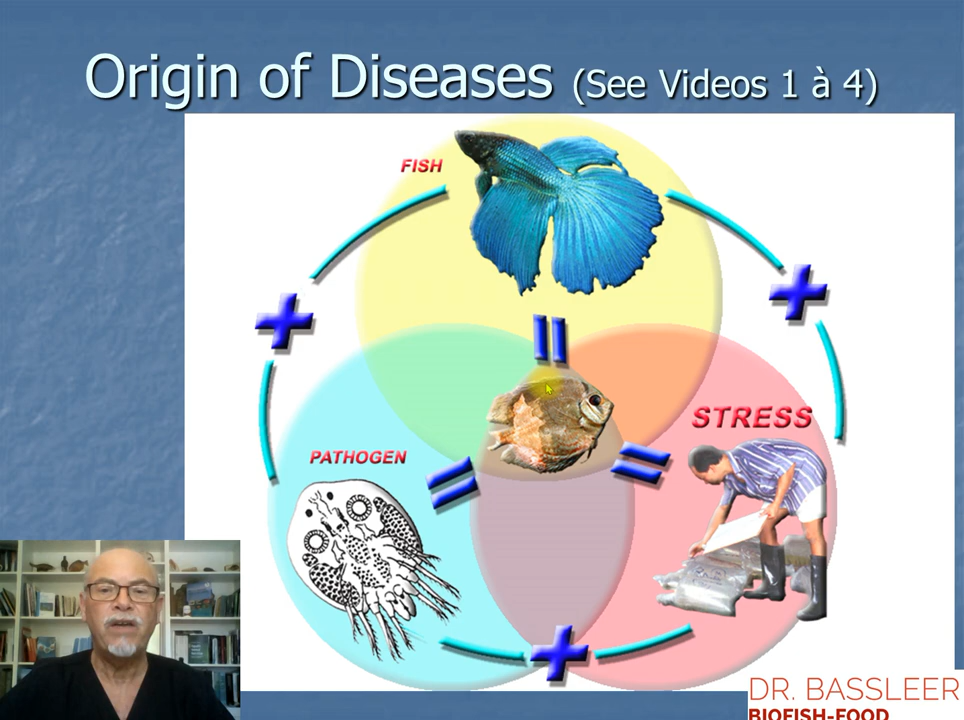 Origin of Diseases (See Videos 1 à 4)
FISH
STRESS
PATHOGEN
DR. BASSLEER
BIOFISH-FOOD